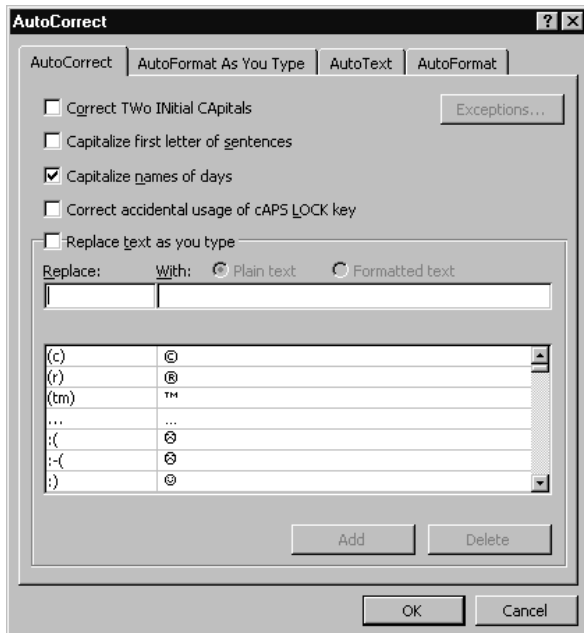 AutoCorrect
AutoCorrect AutoFormat As You Type AutoText AutoFormat
Correct TWo INitial CApitals Exceptions...
Capitalize first letter of sentences
Capitalize names of days
Correct accidental usage of cAPS LOCK key
Replace text as you type
Replace: With: Plain text Formatted text
(c) ©
(r) ®
(tm) ™
... ...
:( ☹
:-( ☹
:) ☺
Add Delete
OK Cancel